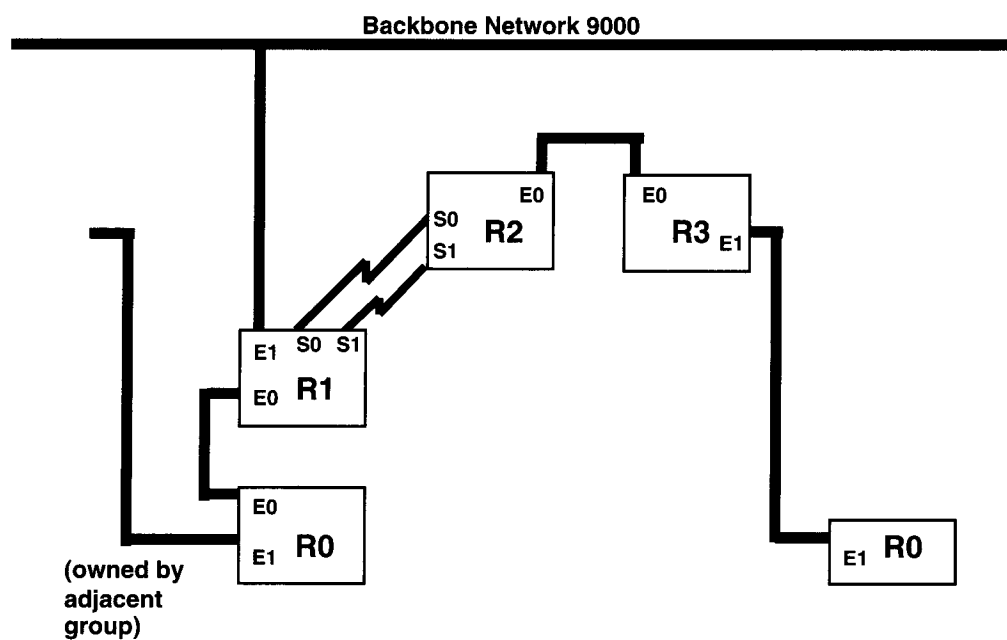 Backbone Network 9000
E0
S0
R2
S1
E0
R3
E1
E1
S0
S1
R1
E0
E0
R0
E1
E1
R0
(owned by
adjacent
group)